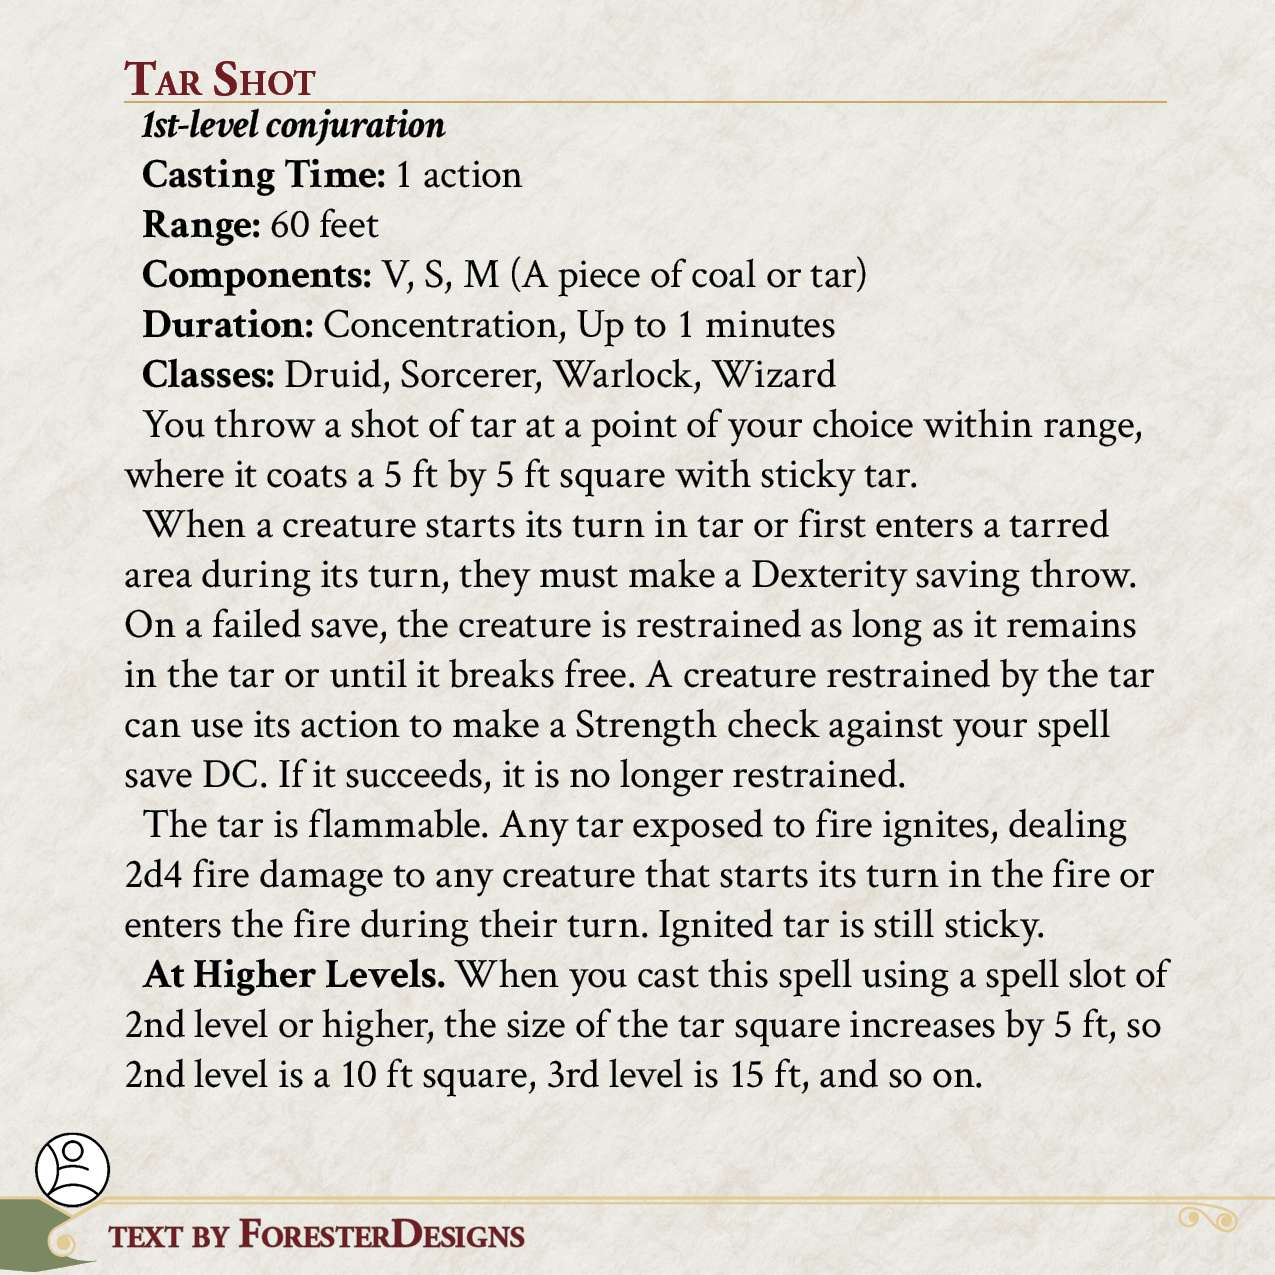 Tar Shot
1st-level conjuration
Casting Time: 1 action
Range: 60 feet
Components: V, S, M (A piece of coal or tar)
Duration: Concentration, Up to 1 minutes
Classes: Druid, Sorcerer, Warlock, Wizard
You throw a shot of tar at a point of your choice within range,
where it coats a 5 ft by 5 ft square with sticky tar.
When a creature starts its turn in tar or first enters a tarred
area during its turn, they must make a Dexterity saving throw.
On a failed save, the creature is restrained as long as it remains
in the tar or until it breaks free. A creature restrained by the tar
can use its action to make a Strength check against your spell
save DC. If it succeeds, it is no longer restrained.
The tar is flammable. Any tar exposed to fire ignites, dealing
2d4 fire damage to any creature that starts its turn in the fire or
enters the fire during their turn. Ignited tar is still sticky.
At Higher Levels. When you cast this spell using a spell slot of
2nd level or higher, the size of the tar square increases by 5 ft, so
2nd level is a 10 ft square, 3rd level is 15 ft, and so on.
text by ForesterDesigns